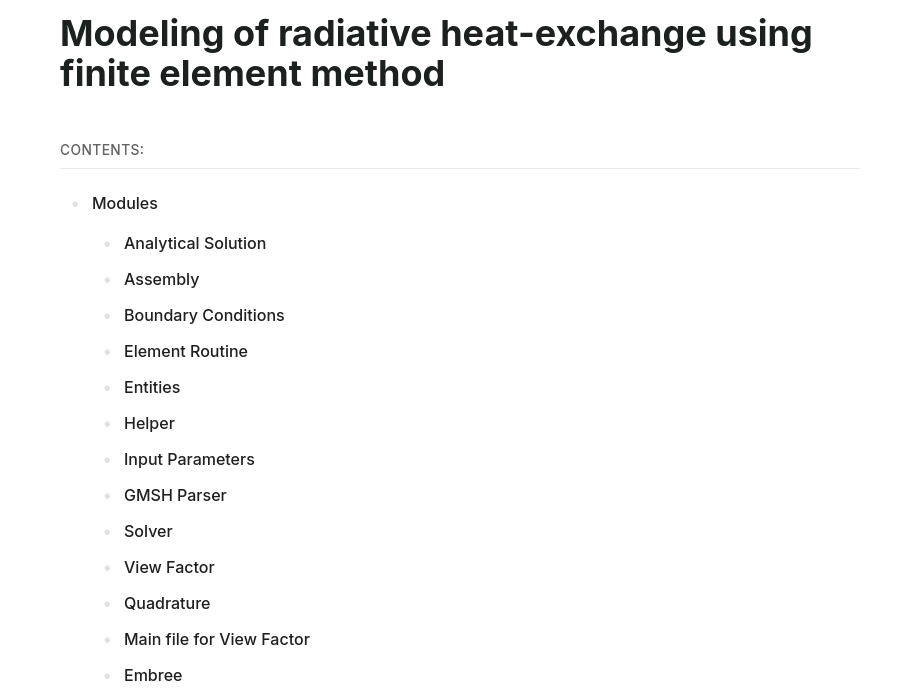 Modeling of radiative heat-exchange using
finite element method
CONTENTS:
Modules
Analytical Solution
Assembly
Boundary Conditions
Element Routine
Entities
Helper
Input Parameters
GMSH Parser
Solver
View Factor
Quadrature
Main file for View Factor
Embree